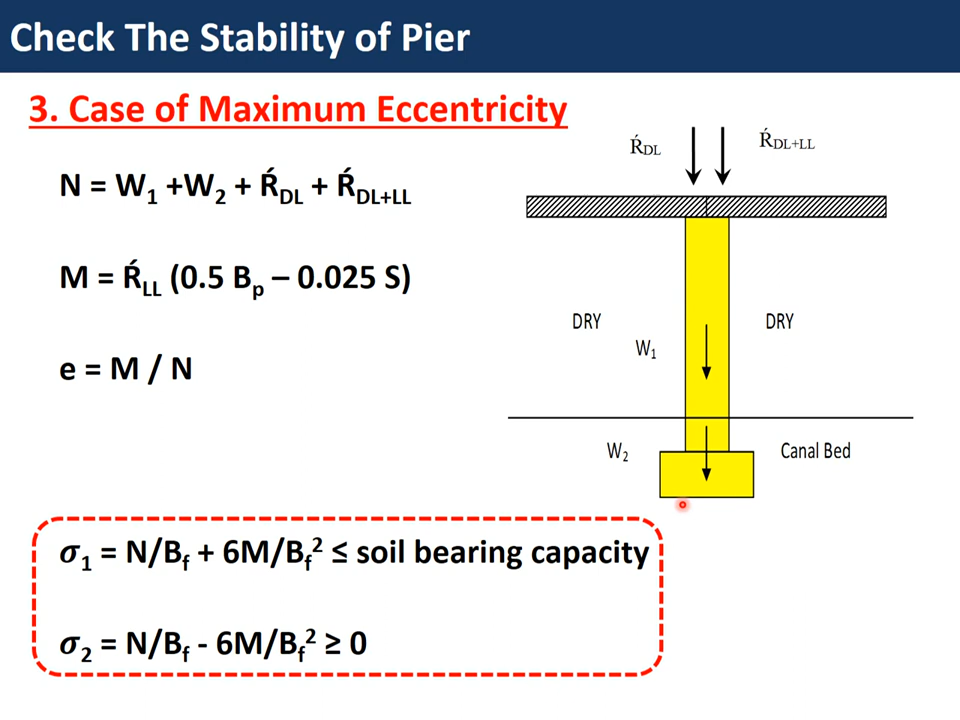 Check The Stability of Pier
3. Case of Maximum Eccentricity
N = W₁ +W₂ + Ŕ_DL + Ŕ_DL+LL
M = Ŕ_LL (0.5 B_p – 0.025 S)
e = M / N
σ₁ = N/B_f + 6M/B_f² ≤ soil bearing capacity
σ₂ = N/B_f - 6M/B_f² ≥ 0
Ŕ_DL
Ŕ_DL+LL
DRY
DRY
W₁
W₂
Canal Bed